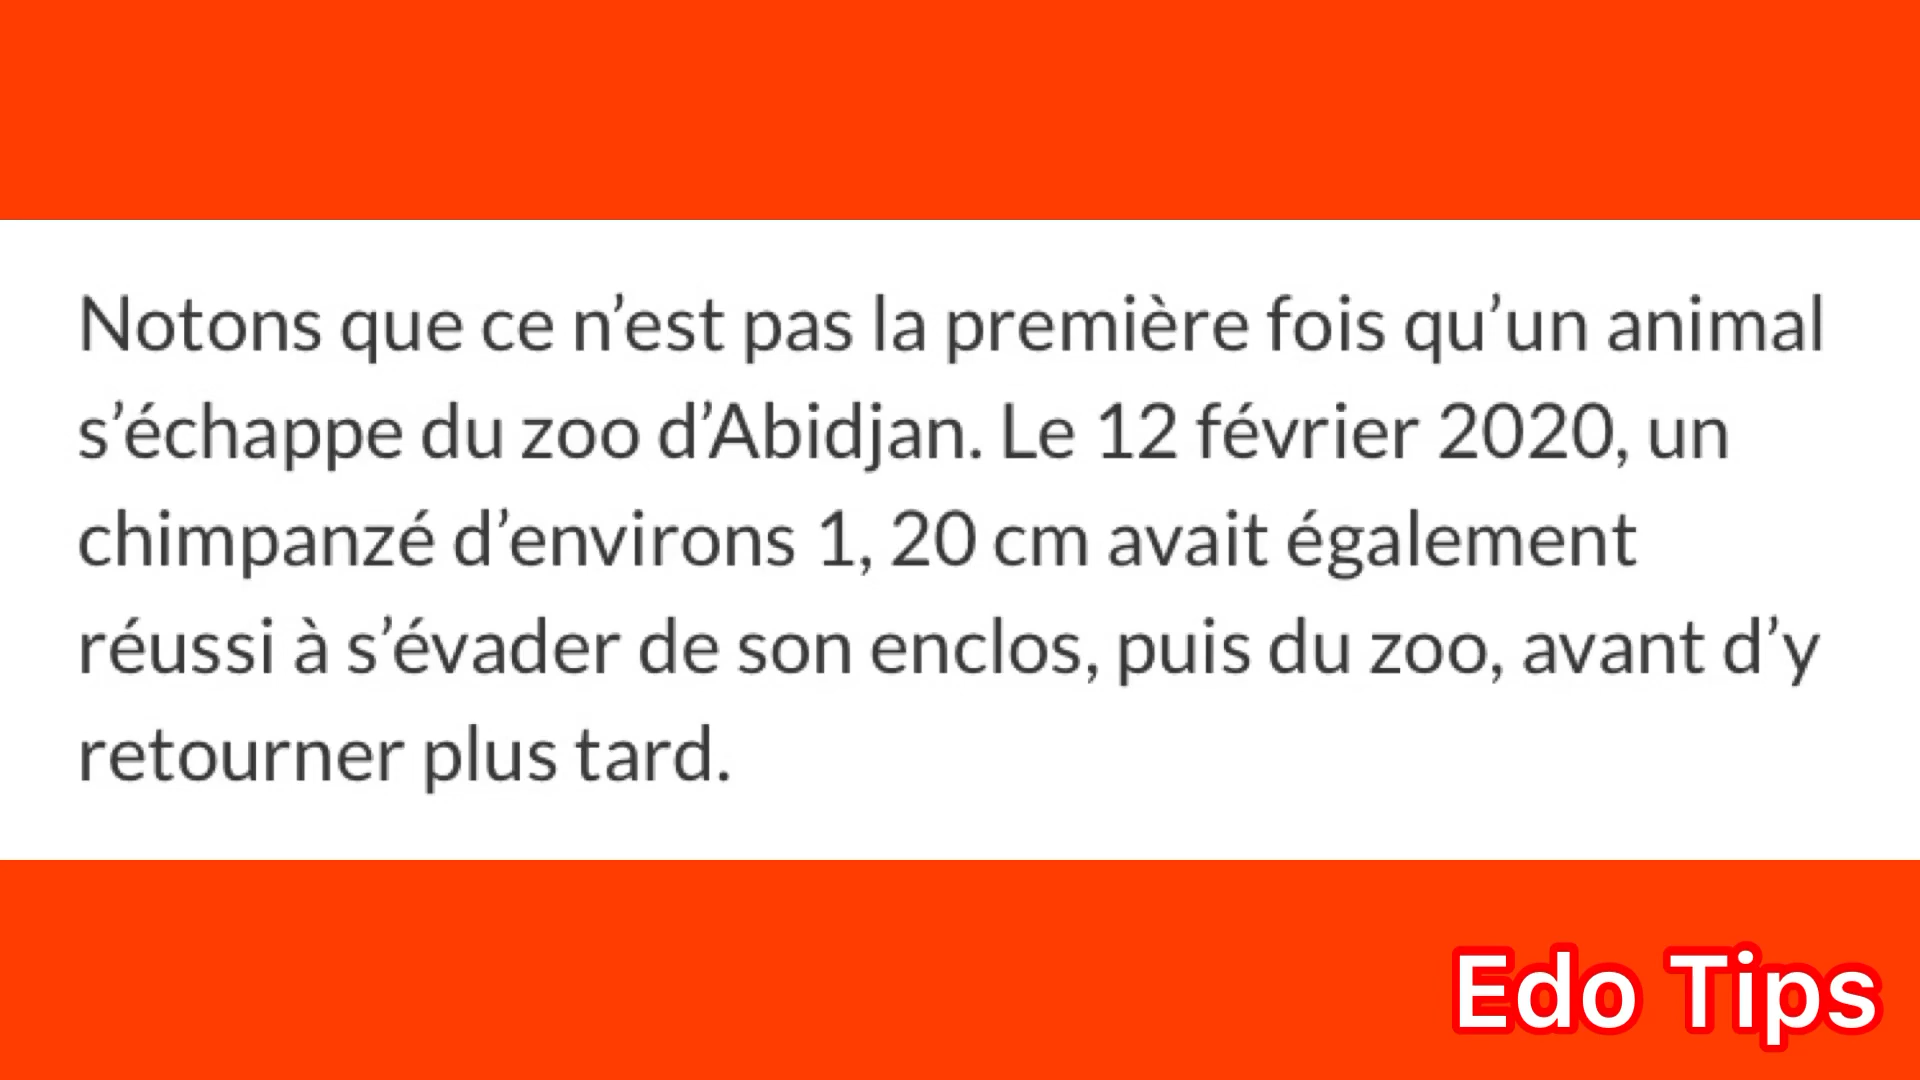 Notons que ce n’est pas la première fois qu’un animal
s’échappe du zoo d’Abidjan. Le 12 février 2020, un
chimpanzé d’environs 1, 20 cm avait également
réussi à s’évader de son enclos, puis du zoo, avant d’y
retourner plus tard.
Edo Tips